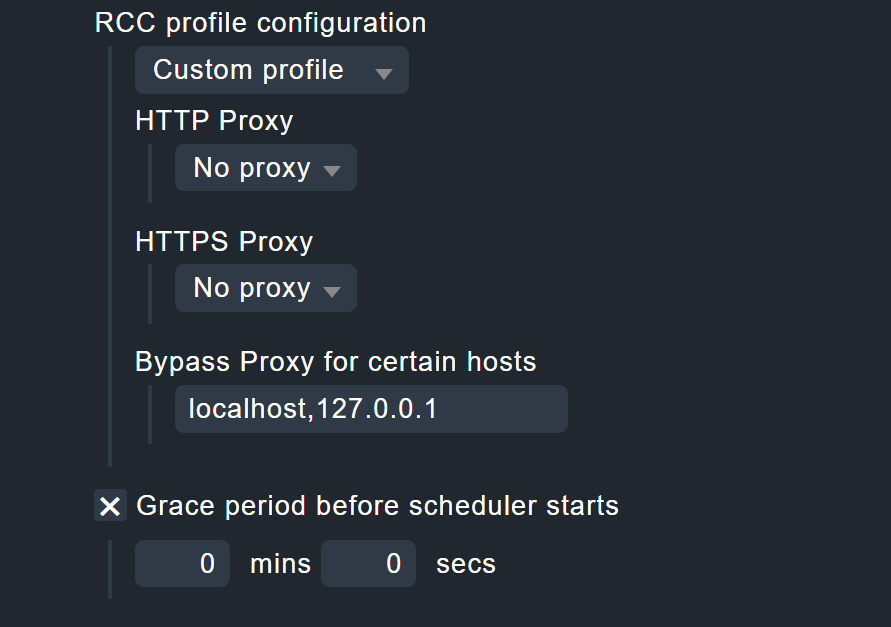 RCC profile configuration
Custom profile
HTTP Proxy
No proxy
HTTPS Proxy
No proxy
Bypass Proxy for certain hosts
localhost,127.0.0.1
Grace period before scheduler starts
0 mins 0 secs